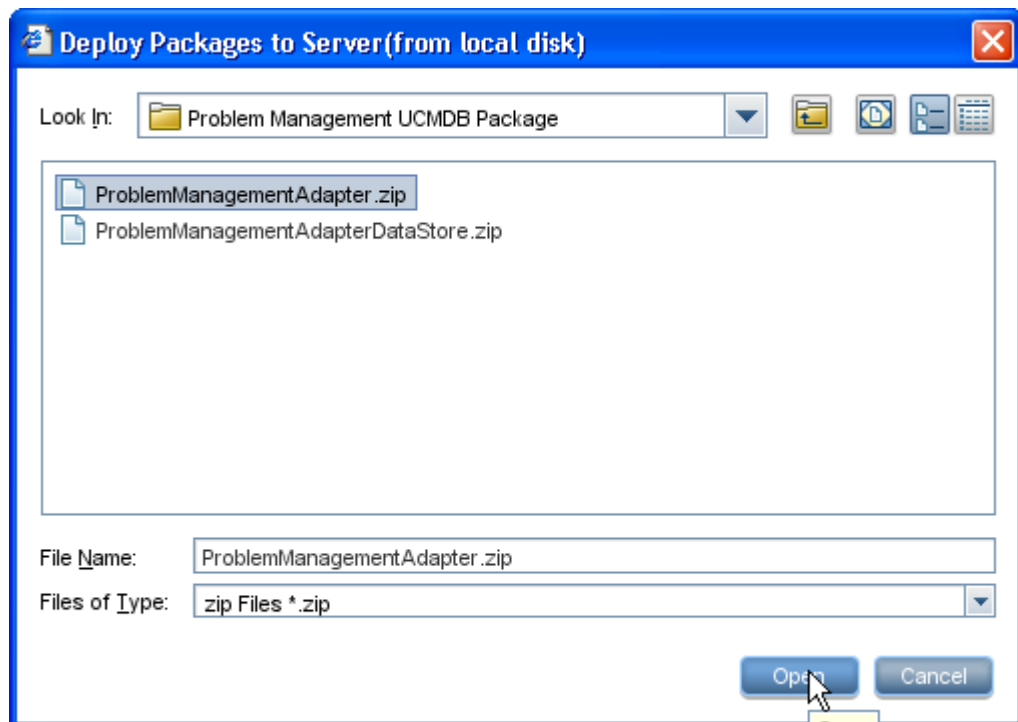 Deploy Packages to Server(from local disk)
Look In: Problem Management UCMDB Package
ProblemManagementAdapter.zip
ProblemManagementAdapterDataStore.zip
File Name: ProblemManagementAdapter.zip
Files of Type: zip Files *.zip
Open Cancel